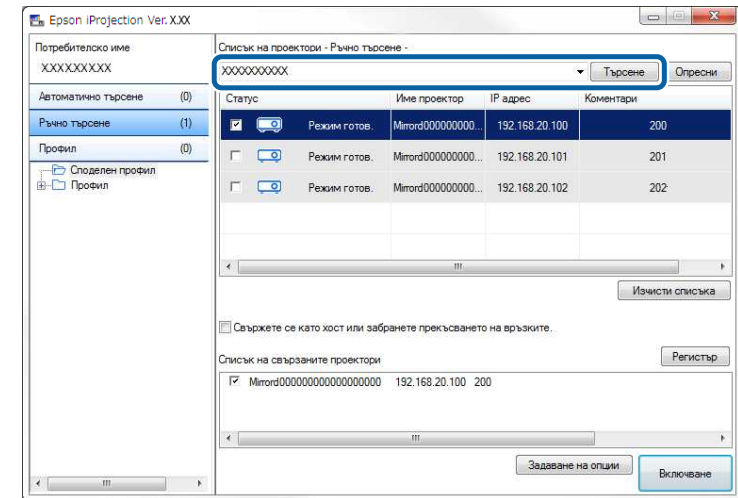 Epson iProjection Ver. X.XX
Потребителско име
XXXXXXXXX
Автоматично търсене (0)
Ръчно търсене (1)
Профил (0)
Споделен профил
Профил
Списък на проектори - Ръчно търсене -
XXXXXXXXXX Търсене Опресни
Статус Име проектор IP адрес Коментари
Режим готов. Mirrord000000000... 192.168.20.100 200
Режим готов. Mirrord000000000... 192.168.20.101 201
Режим готов. Mirrord000000000... 192.168.20.102 202
Изчисти списъка
Свържете се като хост или забранете прекъсването на връзките.
Списък на свързаните проектори Регистър
Mirrord000000000000000000 192.168.20.100 200
Задаване на опции Включване